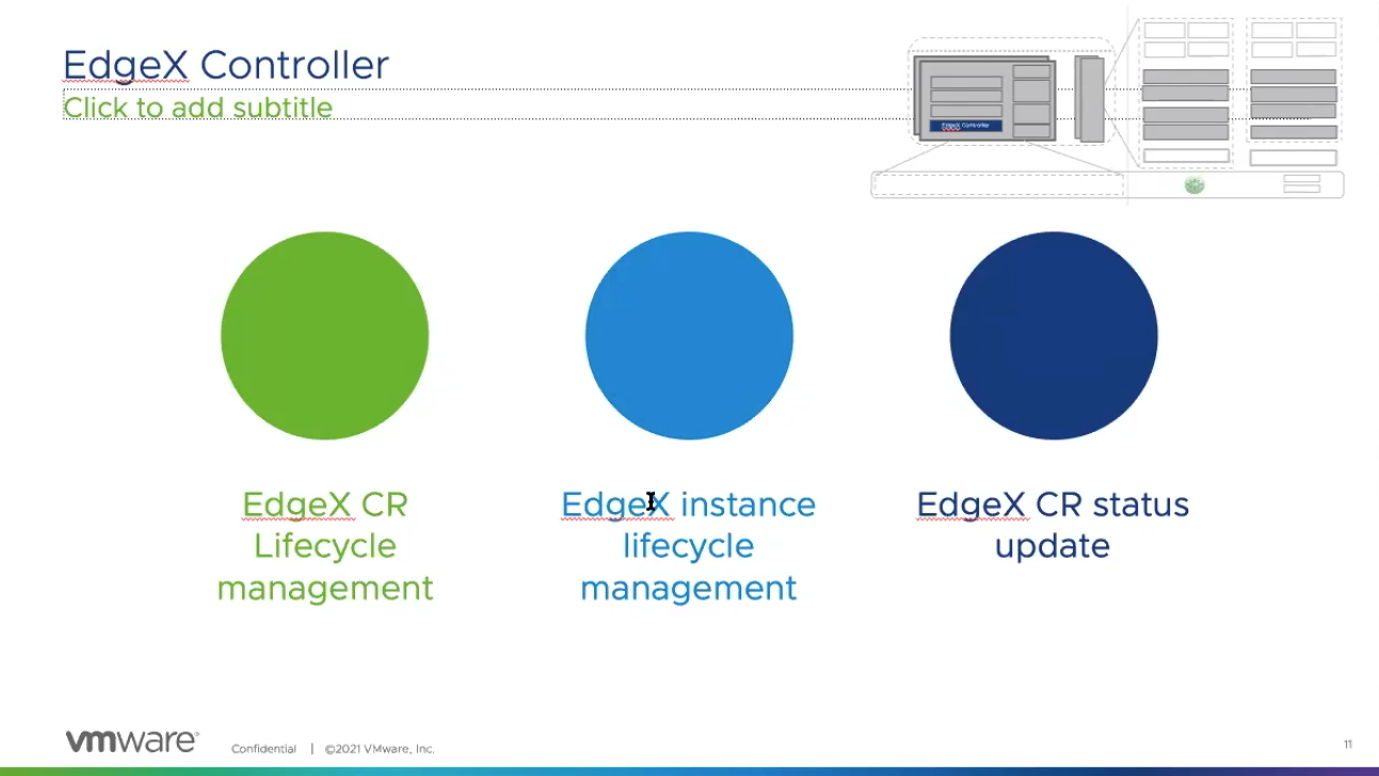 EdgeX Controller
Click to add subtitle
EdgeX Controller
EdgeX CR
Lifecycle
management
EdgeX instance
lifecycle
management
EdgeX CR status
update
vmware®
Confidential | ©2021 VMware, Inc.
11